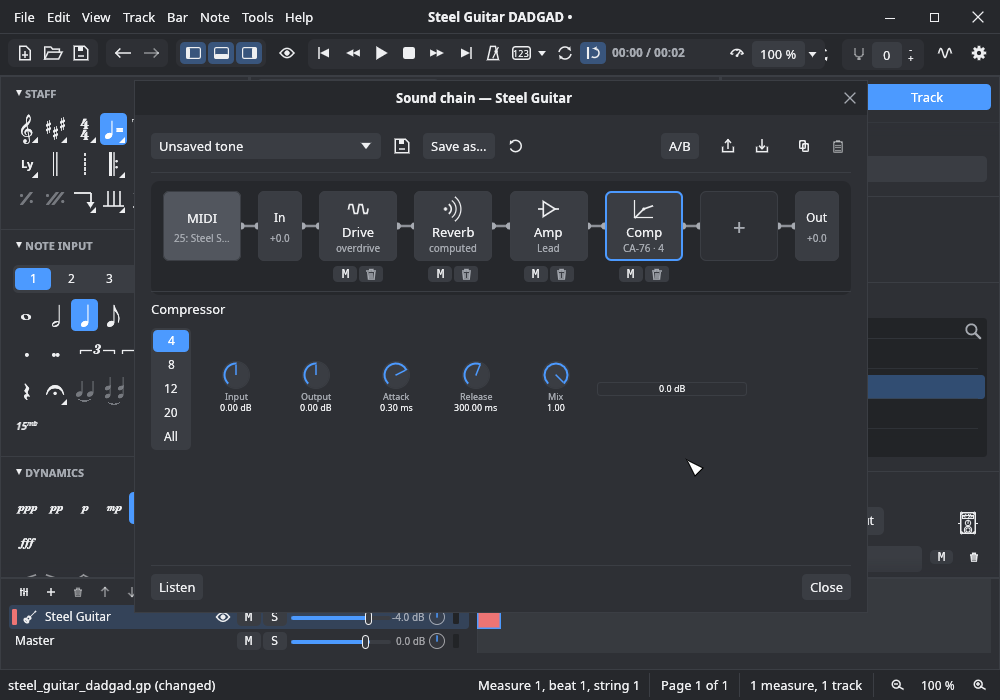 File Edit View Track Bar Note Tools Help
Steel Guitar DADGAD •
123
00:00 / 00:02
100 %
0
STAFF
Sound chain — Steel Guitar
Track
Unsaved tone
Save as...
A/B
Ly
MIDI
25: Steel S...
In
+0.0
Drive
overdrive
Reverb
computed
Amp
Lead
Comp
CA-76 · 4
+
Out
+0.0
M M M M
NOTE INPUT
1 2 3
Compressor
4
8
12
20
All
Input
0.00 dB
Output
0.00 dB
Attack
0.30 ms
Release
300.00 ms
Mix
1.00
0.0 dB
3
15mb
DYNAMICS
ppp pp p mp
fff
M
Listen
Close
Steel Guitar M S -4.0 dB
Master M S 0.0 dB
steel_guitar_dadgad.gp (changed)
Measure 1, beat 1, string 1
Page 1 of 1
1 measure, 1 track
100 %